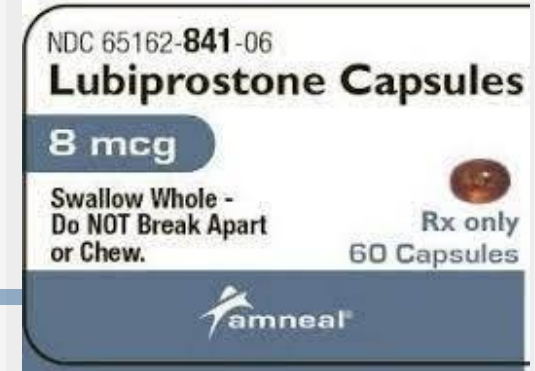 NDC 65162-841-06
Lubiprostone Capsules
8 mcg
Swallow Whole -
Do NOT Break Apart
or Chew.
Rx only
60 Capsules
amneal®